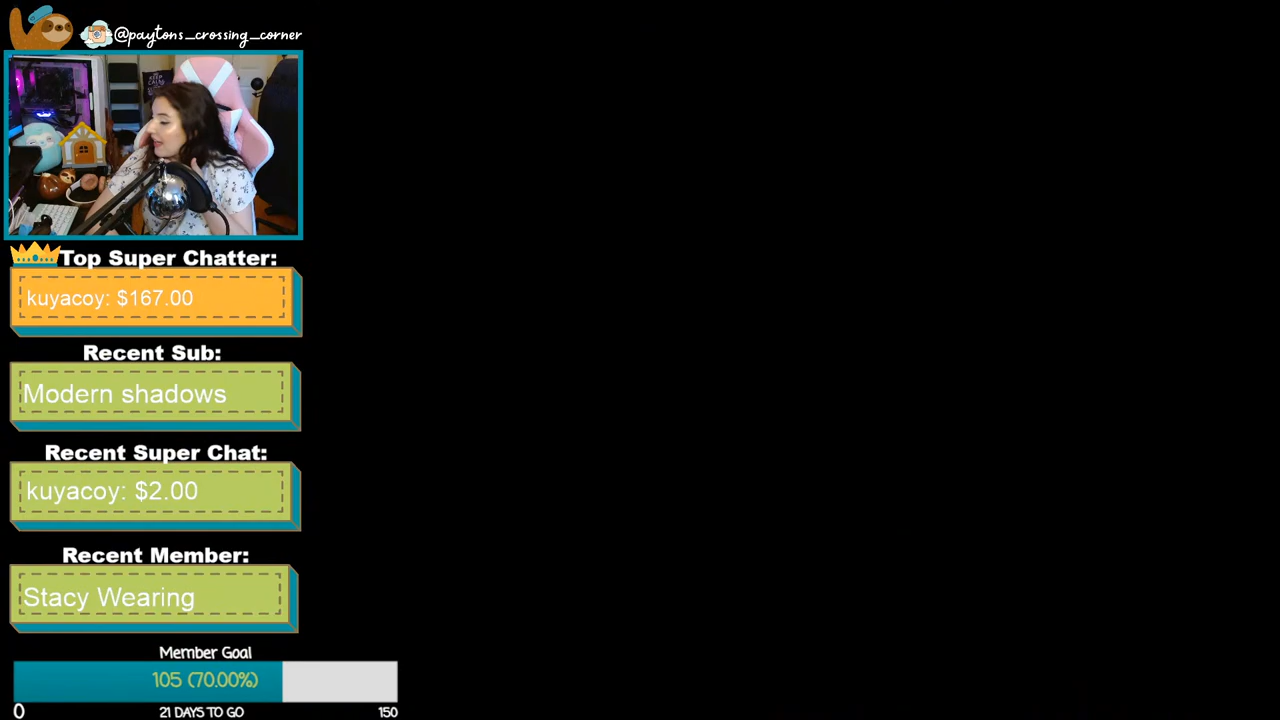 @paytons_crossing_corner
Top Super Chatter:
kuyacoy: $167.00
Recent Sub:
Modern shadows
Recent Super Chat:
kuyacoy: $2.00
Recent Member:
Stacy Wearing
Member Goal
105 (70.00%)
0 21 DAYS TO GO 150